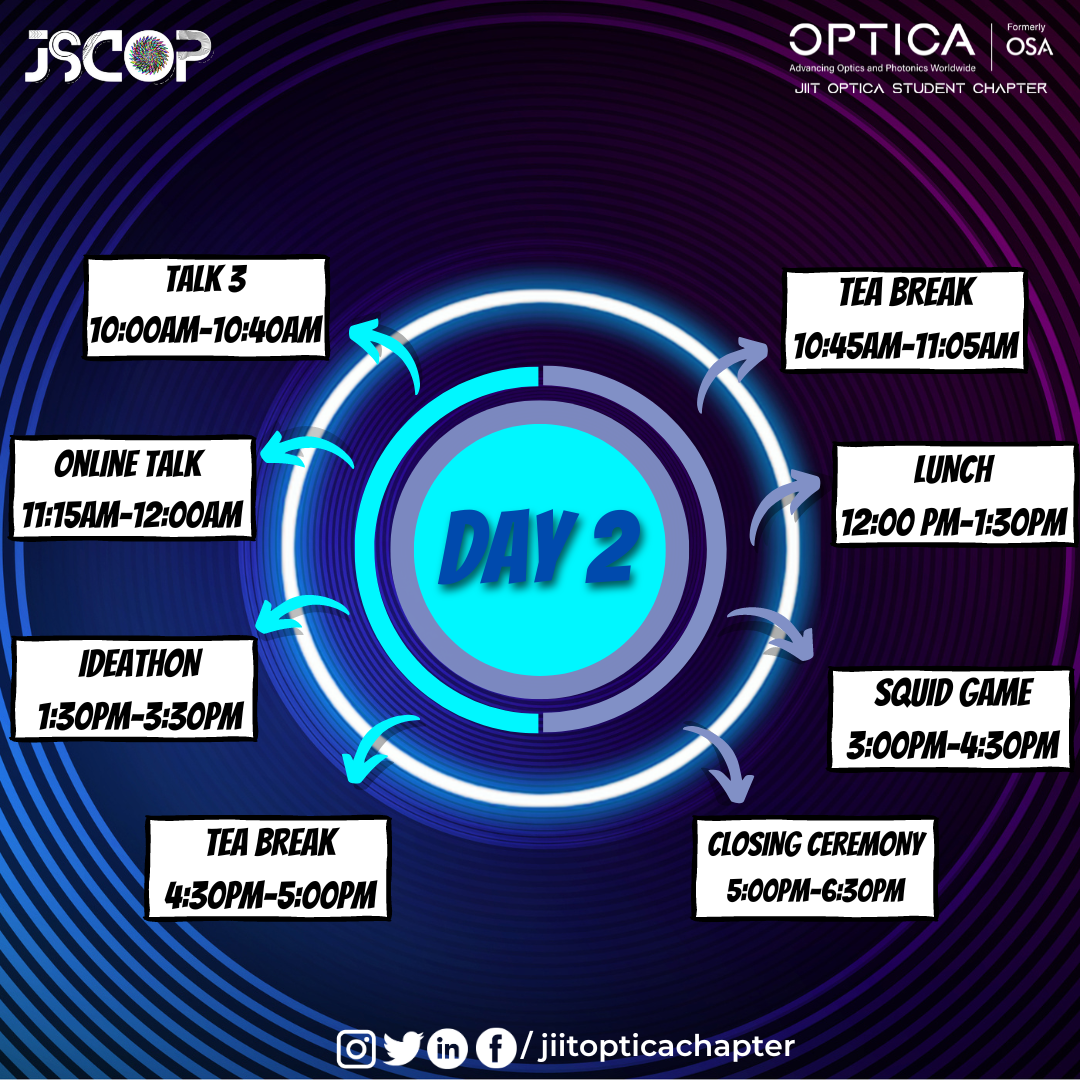 JSCOP
OPTICA
Formerly
OSA
Advancing Optics and Photonics Worldwide
JIIT OPTICA STUDENT CHAPTER
TALK 3
10:00AM-10:40AM
TEA BREAK
10:45AM-11:05AM
ONLINE TALK
11:15AM-12:00AM
LUNCH
12:00 PM-1:30PM
DAY 2
IDEATHON
1:30PM-3:30PM
SQUID GAME
3:00PM-4:30PM
TEA BREAK
4:30PM-5:00PM
CLOSING CEREMONY
5:00PM-6:30PM
/ jiitopticachapter